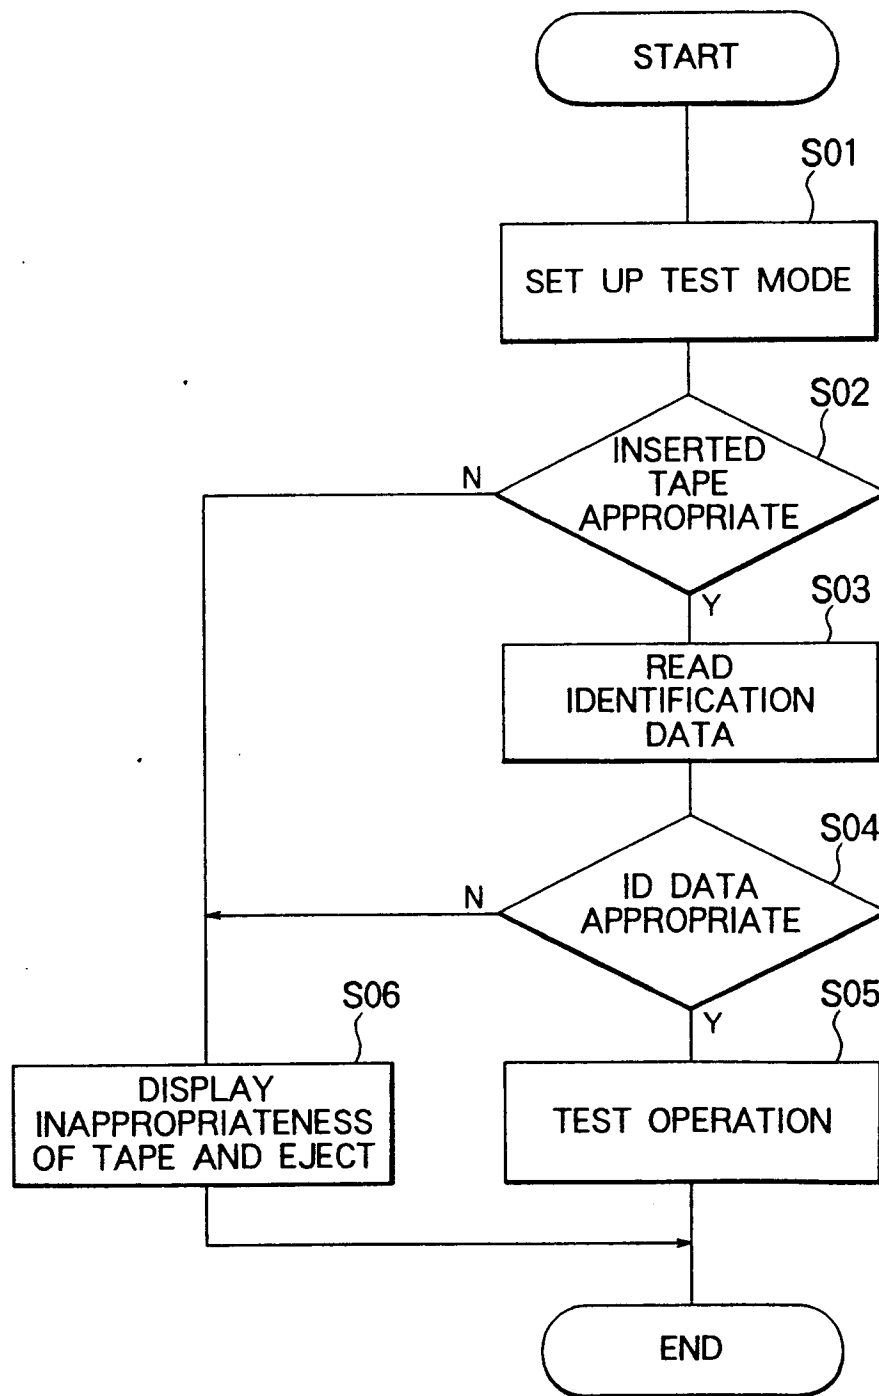 START
S01
SET UP TEST MODE
S02
INSERTED
TAPE
APPROPRIATE
N
Y
S03
READ
IDENTIFICATION
DATA
S04
ID DATA
APPROPRIATE
N
Y
S05
TEST OPERATION
S06
DISPLAY
INAPPROPRIATENESS
OF TAPE AND EJECT
END